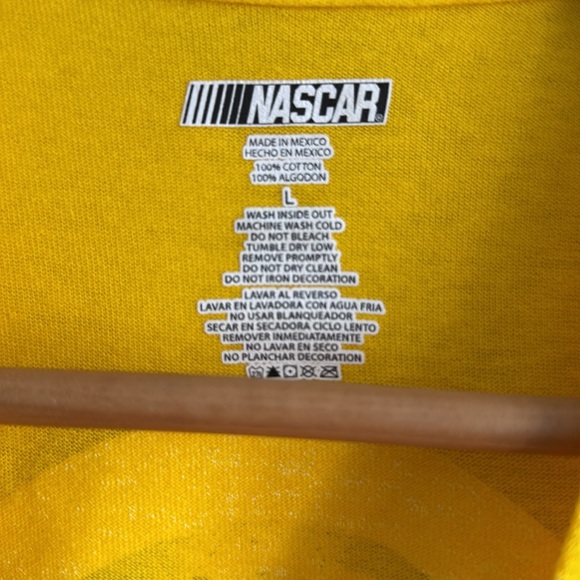 NASCAR®
MADE IN MEXICO
HECHO EN MEXICO
100% COTTON
100% ALGODON
L
WASH INSIDE OUT
MACHINE WASH COLD
DO NOT BLEACH
TUMBLE DRY LOW
REMOVE PROMPTLY
DO NOT DRY CLEAN
DO NOT IRON DECORATION
LAVAR AL REVERSO
LAVAR EN LAVADORA CON AGUA FRIA
NO USAR BLANQUEADOR
SECAR EN SECADORA CICLO LENTO
REMOVER INMEDIATAMENTE
NO LAVAR EN SECO
NO PLANCHAR DECORATION